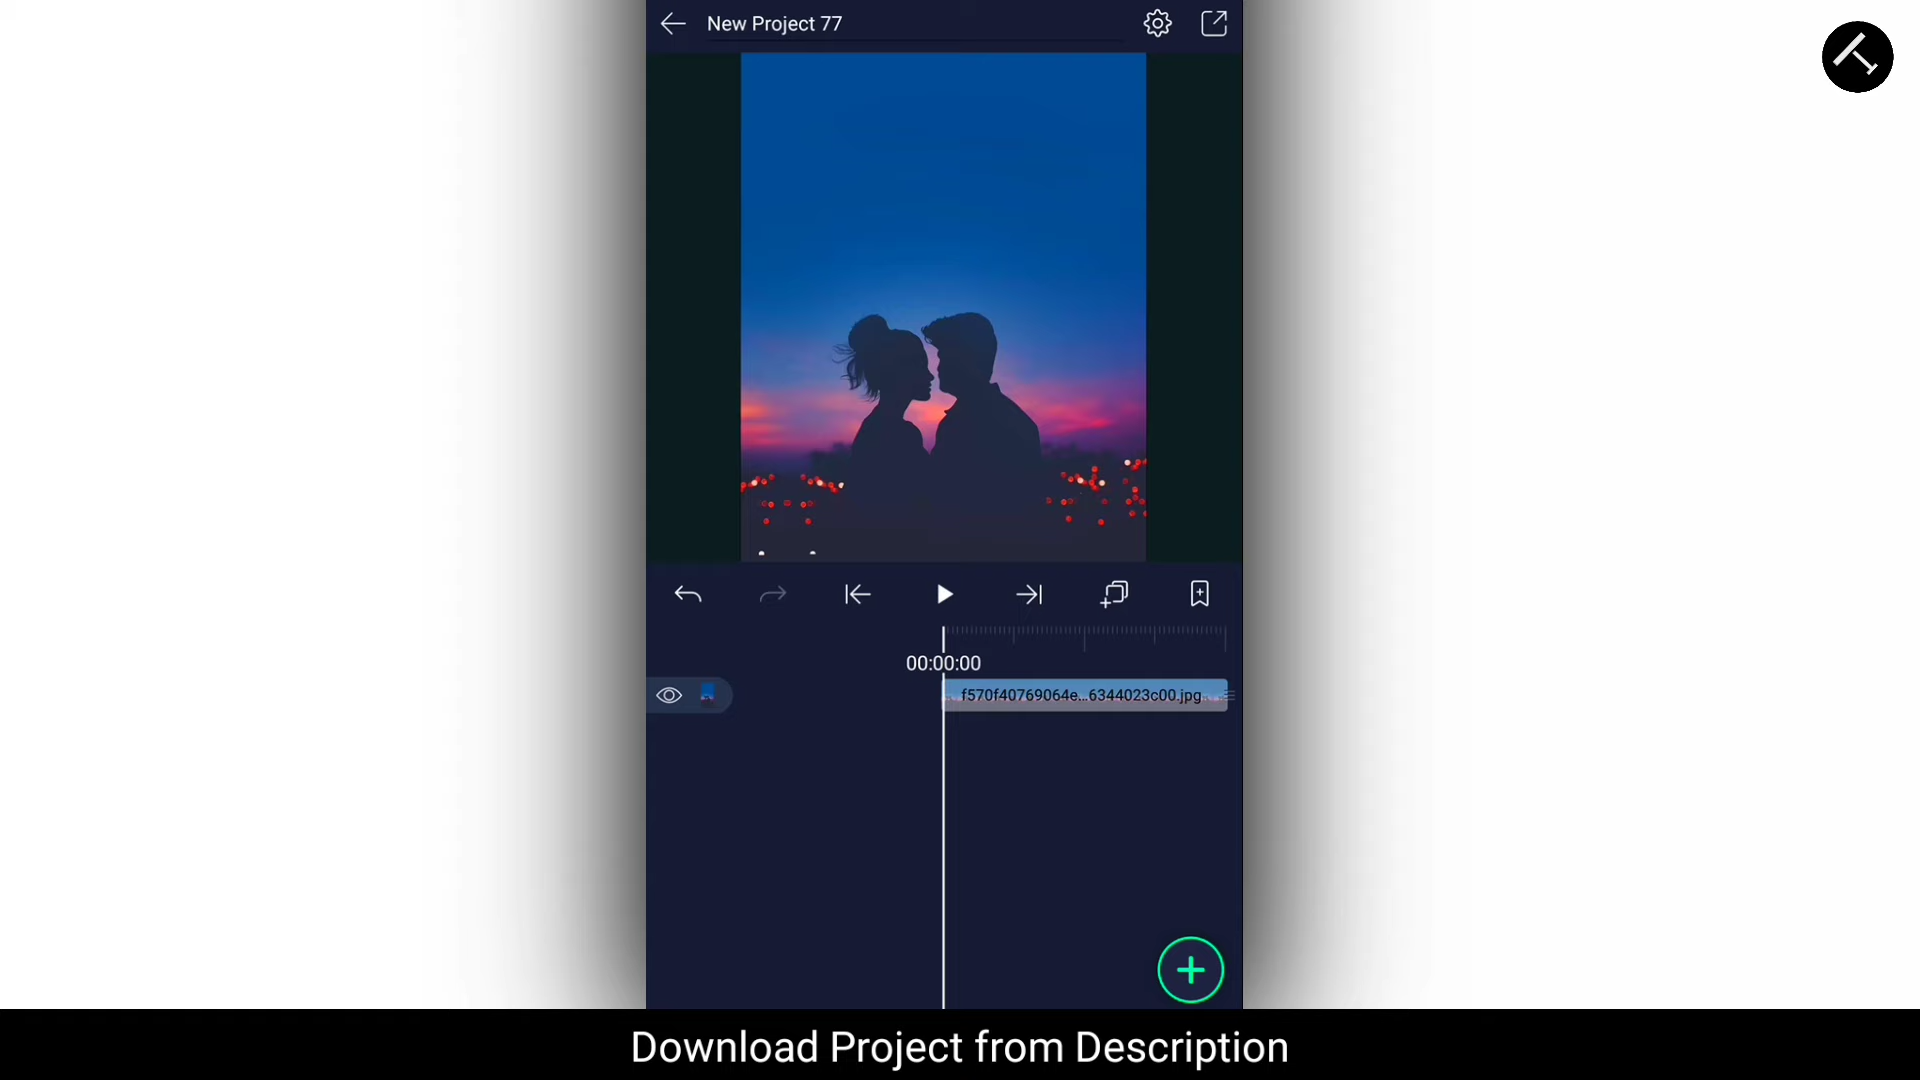 New Project 77
00:00:00
f570f40769064e...6344023c00.jpg
Download Project from Description